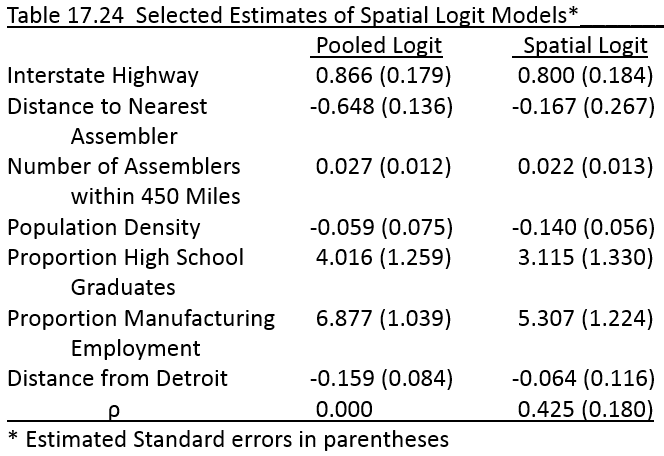 Table 17.24 Selected Estimates of Spatial Logit Models*
Pooled Logit Spatial Logit
Interstate Highway 0.866 (0.179) 0.800 (0.184)
Distance to Nearest -0.648 (0.136) -0.167 (0.267)
Assembler
Number of Assemblers 0.027 (0.012) 0.022 (0.013)
within 450 Miles
Population Density -0.059 (0.075) -0.140 (0.056)
Proportion High School 4.016 (1.259) 3.115 (1.330)
Graduates
Proportion Manufacturing 6.877 (1.039) 5.307 (1.224)
Employment
Distance from Detroit -0.159 (0.084) -0.064 (0.116)
ρ 0.000 0.425 (0.180)
* Estimated Standard errors in parentheses